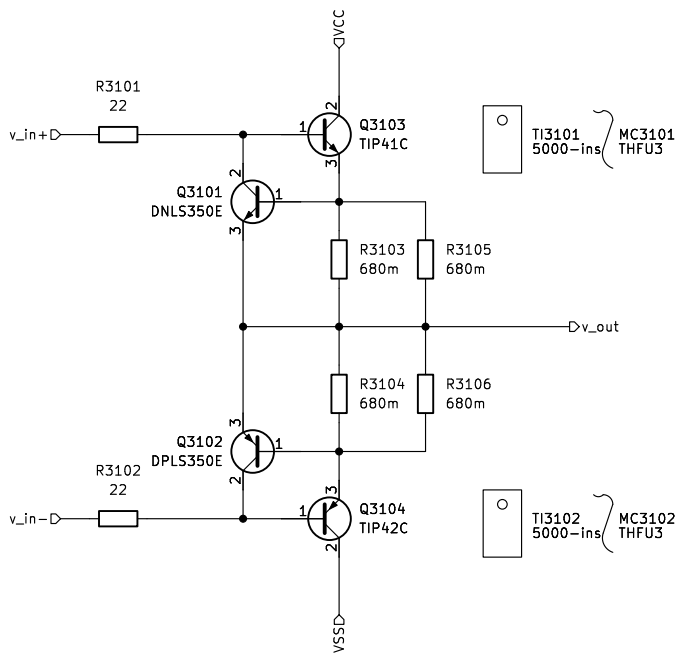 VCC
R3101
22
v_in+
2
1
Q3103
TIP41C
3
TI3101
5000-ins
MC3101
THFU3
2
Q3101
DNLS350E
1
3
R3103
680m
R3105
680m
v_out
R3104
680m
R3106
680m
3
Q3102
DPLS350E
1
2
R3102
22
v_in-
3
1
Q3104
TIP42C
2
TI3102
5000-ins
MC3102
THFU3
VSS